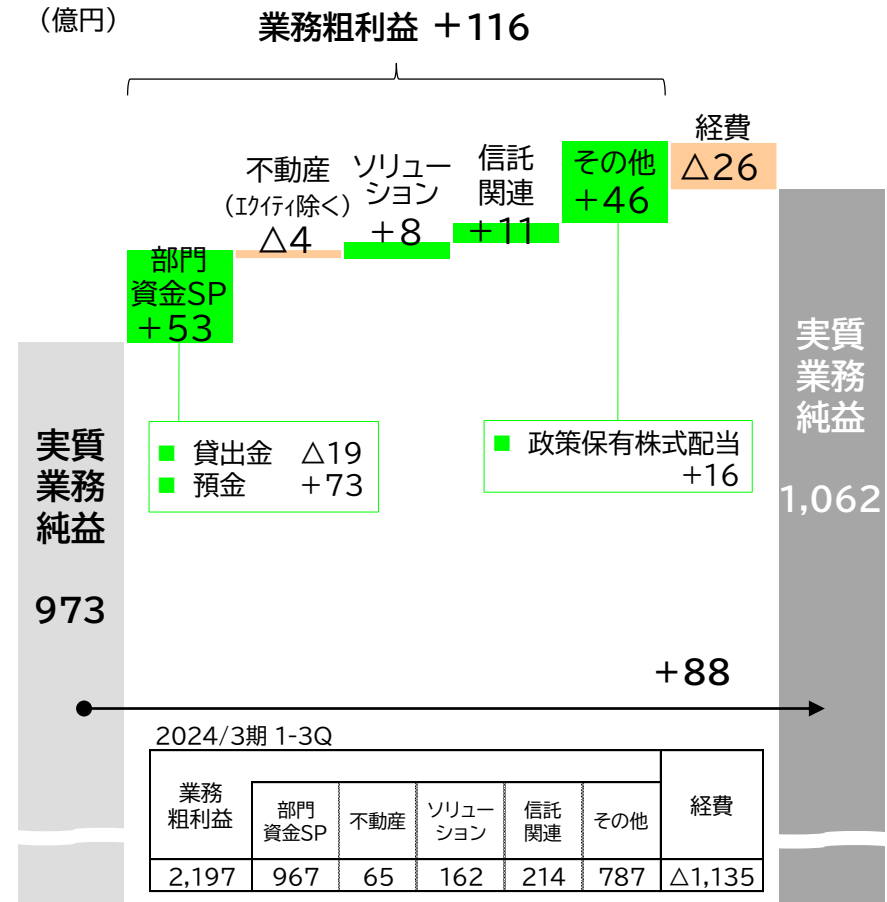 （億円）
業務粗利益 ＋116
経費
△26
その他
＋46
信託
関連
＋11
ソリュー
ション
＋8
不動産
（ｴｸｲﾃｨ除く）
△4
部門
資金SP
＋53
実質
業務
純益
973
■ 貸出金 △19
■ 預金 ＋73
■ 政策保有株式配当
＋16
実質
業務
純益
1,062
＋88
2024/3期 1-3Q
業務
粗利益
部門
資金SP
不動産
ソリュー
ション
信託
関連
その他
経費
2,197 967 65 162 214 787 △1,135